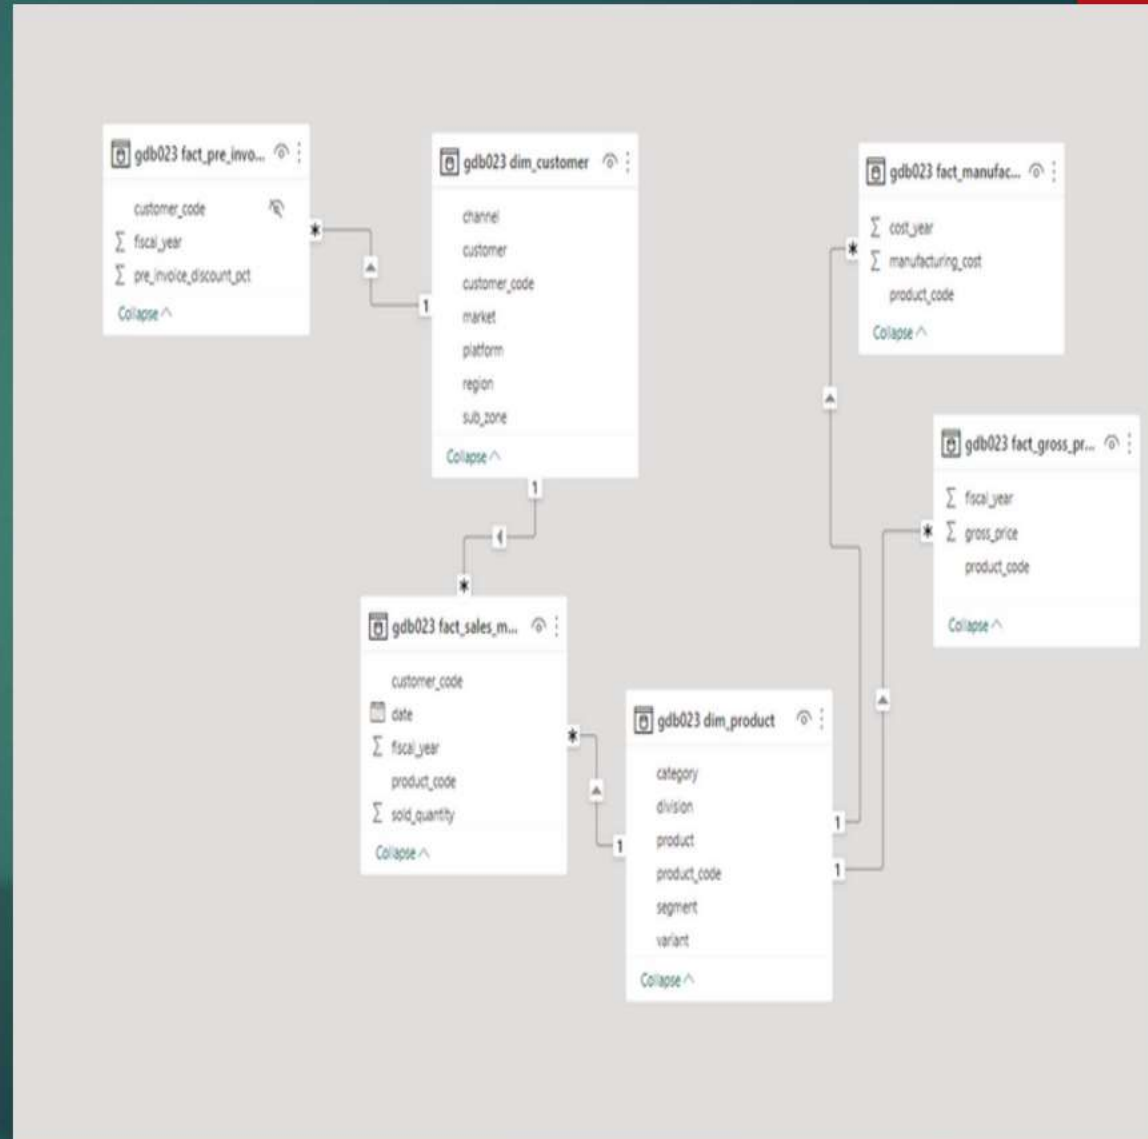 gdb023 fact_pre_invo...
customer_code
fiscal_year
pre_invoice_discount_pct
Collapse
*
1
gdb023 dim_customer
channel
customer
customer_code
market
platform
region
sub_zone
Collapse
1
*
gdb023 fact_sales_m...
customer_code
date
fiscal_year
product_code
sold_quantity
Collapse
*
1
gdb023 dim_product
category
division
product
product_code
segment
variant
Collapse
1
1
gdb023 fact_manufac...
cost_year
manufacturing_cost
product_code
Collapse
*
gdb023 fact_gross_pr...
fiscal_year
gross_price
product_code
Collapse
*